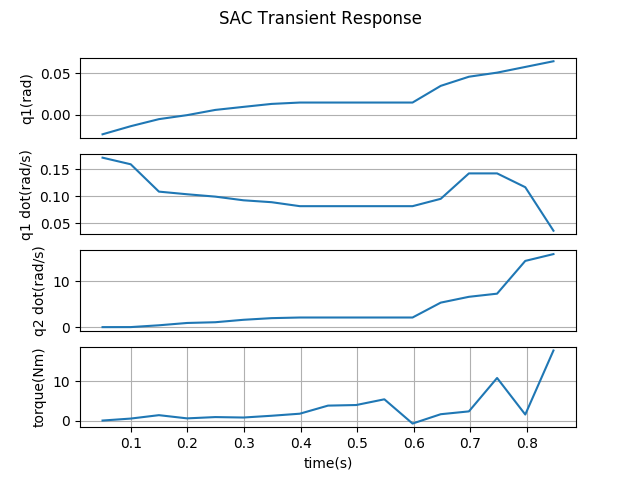 SAC Transient Response
q1(rad)
0.05
0.00
q1 dot(rad/s)
0.15
0.10
0.05
q2 dot(rad/s)
10
0
torque(Nm)
10
0
0.1 0.2 0.3 0.4 0.5 0.6 0.7 0.8
time(s)